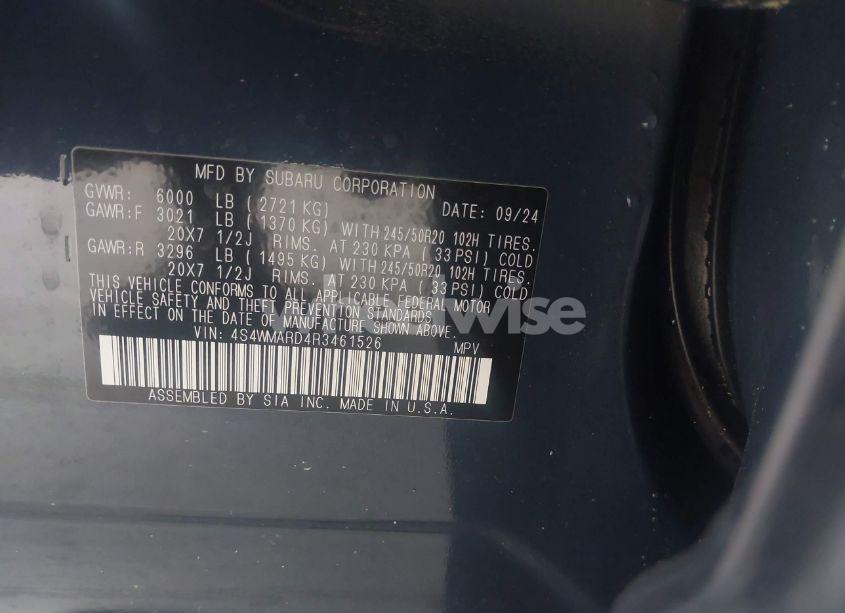 MFD BY SUBARU CORPORATION
GVWR: 6000 LB (2721 KG) DATE: 09/24
GAWR:F 3021 LB (1370 KG) WITH 245/50R20 102H TIRES.
20X7 1/2J RIMS. AT 230 KPA (33 PSI) COLD
GAWR:R 3296 LB (1495 KG) WITH 245/50R20 102H TIRES.
20X7 1/2J RIMS. AT 230 KPA (33 PSI) COLD.
THIS VEHICLE CONFORMS TO ALL APPLICABLE FEDERAL MOTOR
VEHICLE SAFETY AND THEFT PREVENTION STANDARDS
IN EFFECT ON THE DATE OF MANUFACTURE SHOWN ABOVE.
VIN: 4S4WMARD4R3461526 MPV
ASSEMBLED BY SIA INC. MADE IN U.S.A.